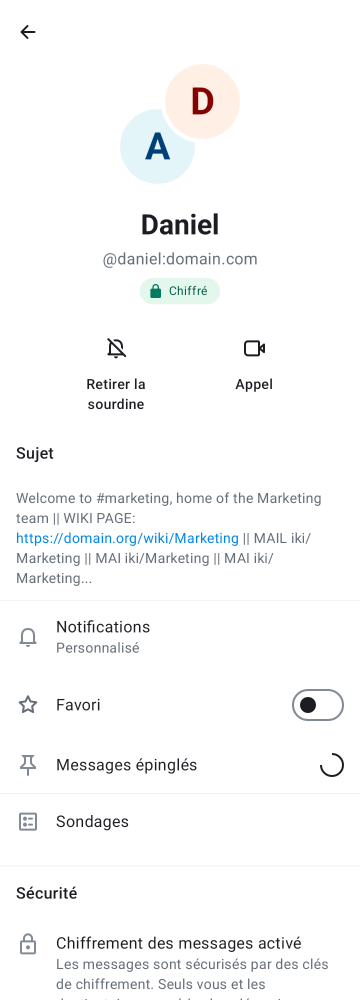 D
A
Daniel
@daniel:domain.com
Chiffré
Retirer la
sourdine
Appel
Sujet
Welcome to #marketing, home of the Marketing
team || WIKI PAGE:
https://domain.org/wiki/Marketing || MAIL iki/
Marketing || MAI iki/Marketing || MAI iki/
Marketing...
Notifications
Personnalisé
Favori
Messages épinglés
Sondages
Sécurité
Chiffrement des messages activé
Les messages sont sécurisés par des clés
de chiffrement. Seuls vous et les